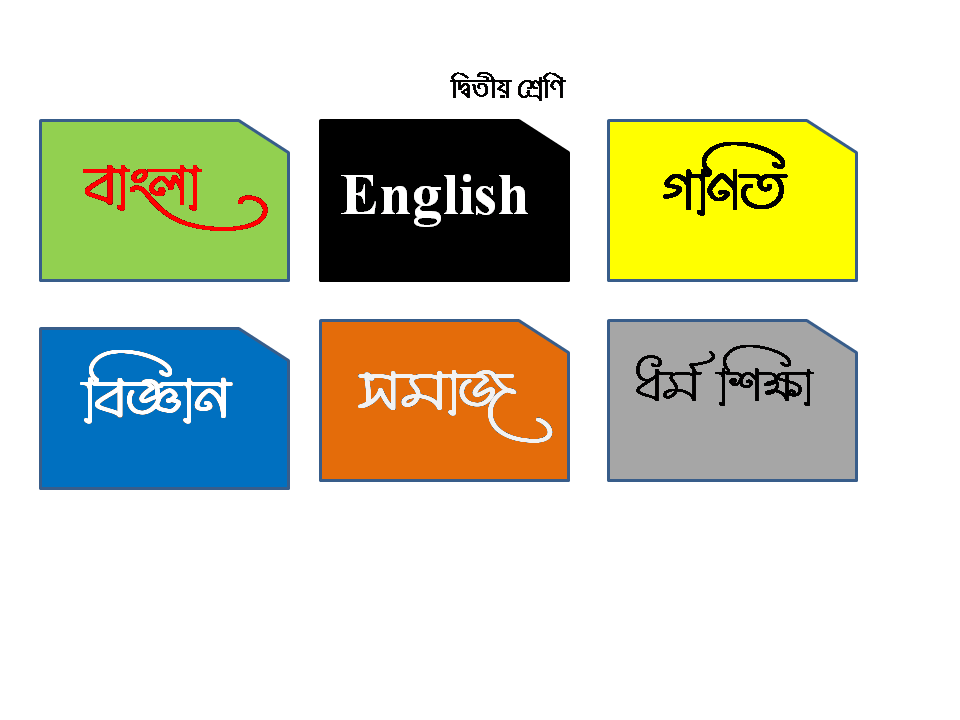 দ্বিতীয় শ্রেণি
বাংলা
English
গণিত
বিজ্ঞান
সমাজ
ধর্ম শিক্ষা